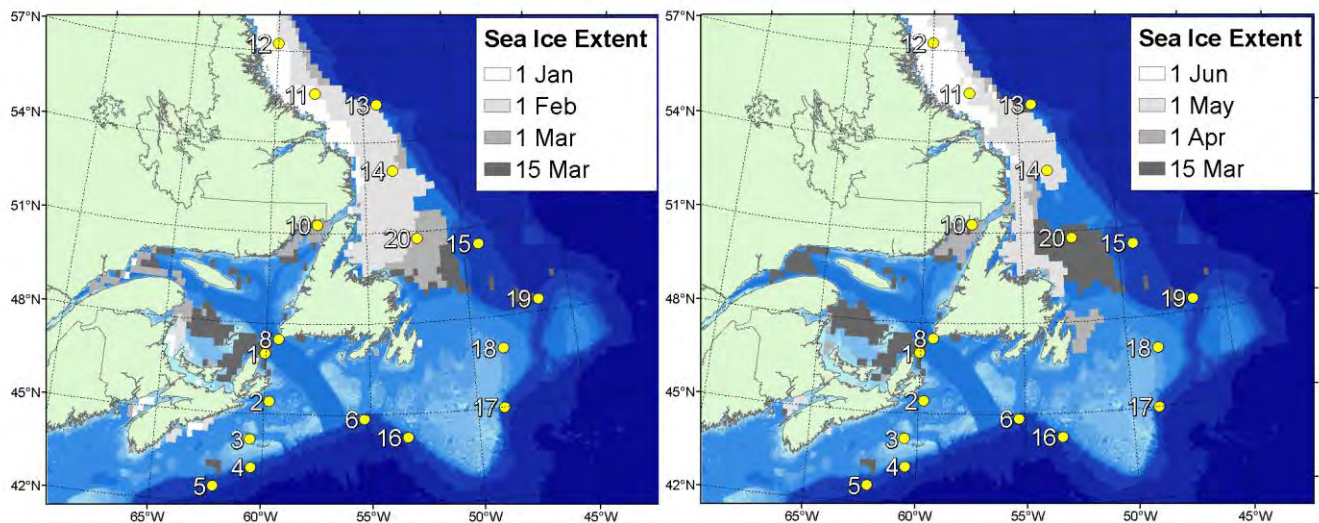 57°N
54°N
51°N
48°N
45°N
42°N
65°W
60°W
55°W
50°W
45°W
Sea Ice Extent
1 Jan
1 Feb
1 Mar
15 Mar
12
11
13
14
10
20
15
19
8
1
18
2
17
6
3
16
4
5
57°N
54°N
51°N
48°N
45°N
42°N
65°W
60°W
55°W
50°W
45°W
Sea Ice Extent
1 Jun
1 May
1 Apr
15 Mar
12
11
13
14
10
20
15
19
8
1
18
2
17
6
3
16
4
5